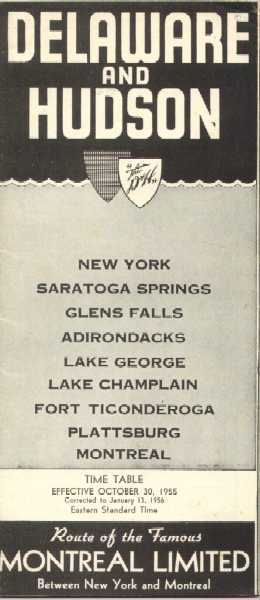 DELAWARE
AND
HUDSON
"The
D&H"
NEW YORK
SARATOGA SPRINGS
GLENS FALLS
ADIRONDACKS
LAKE GEORGE
LAKE CHAMPLAIN
FORT TICONDEROGA
PLATTSBURG
MONTREAL
TIME TABLE
EFFECTIVE OCTOBER 30, 1955
Corrected to January 13, 1956
Eastern Standard Time
Route of the Famous
MONTREAL LIMITED
Between New York and Montreal